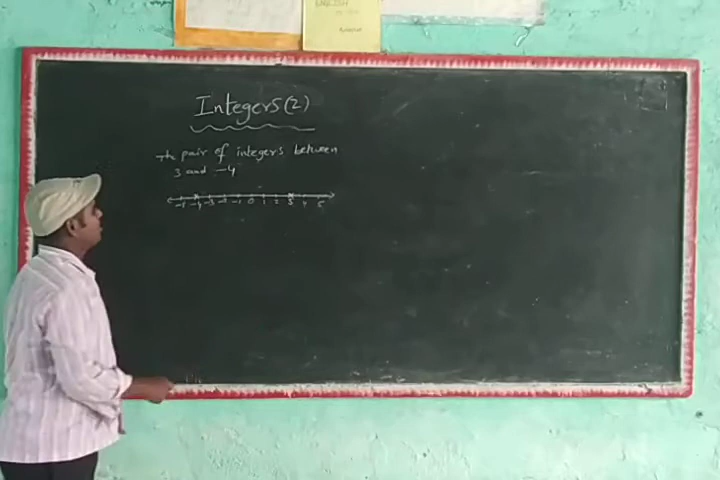 ENGLISH
Integers (2)
The pair of integers between
3 and -4
-5 -4 -3 -2 -1 0 1 2 3 4 5